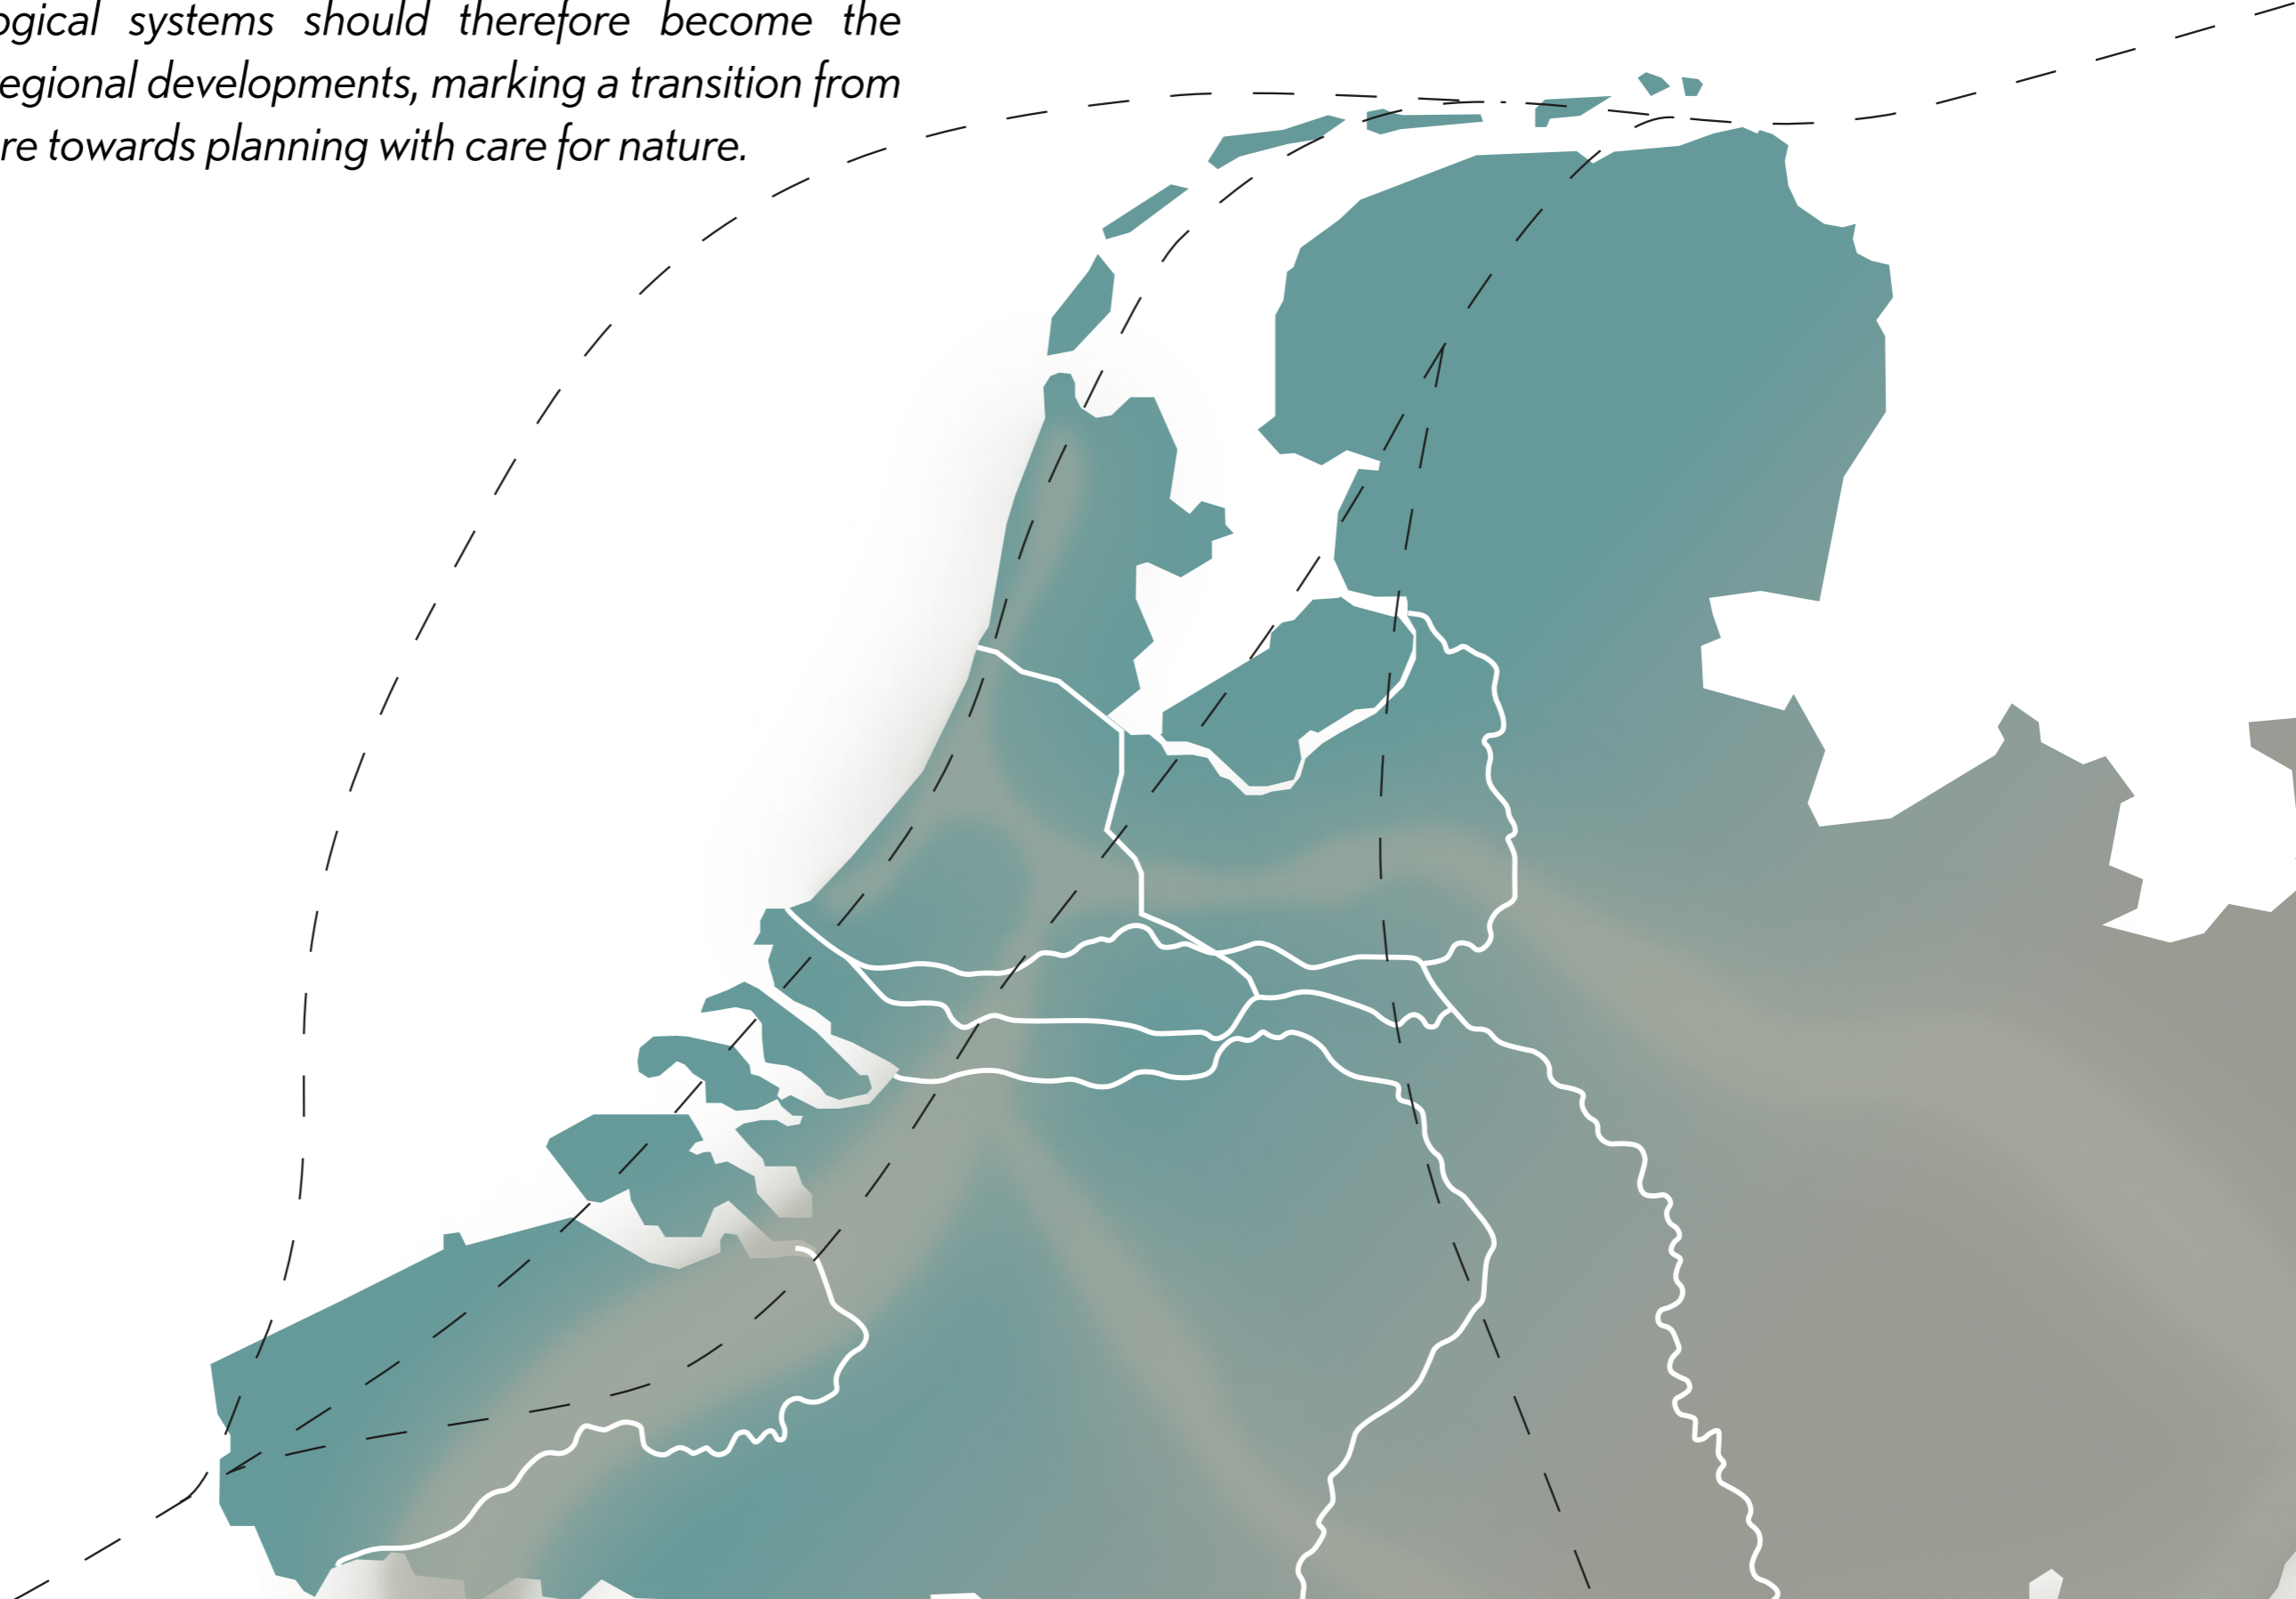 ogical systems should therefore become the
egional developments, marking a transition from
re towards planning with care for nature.